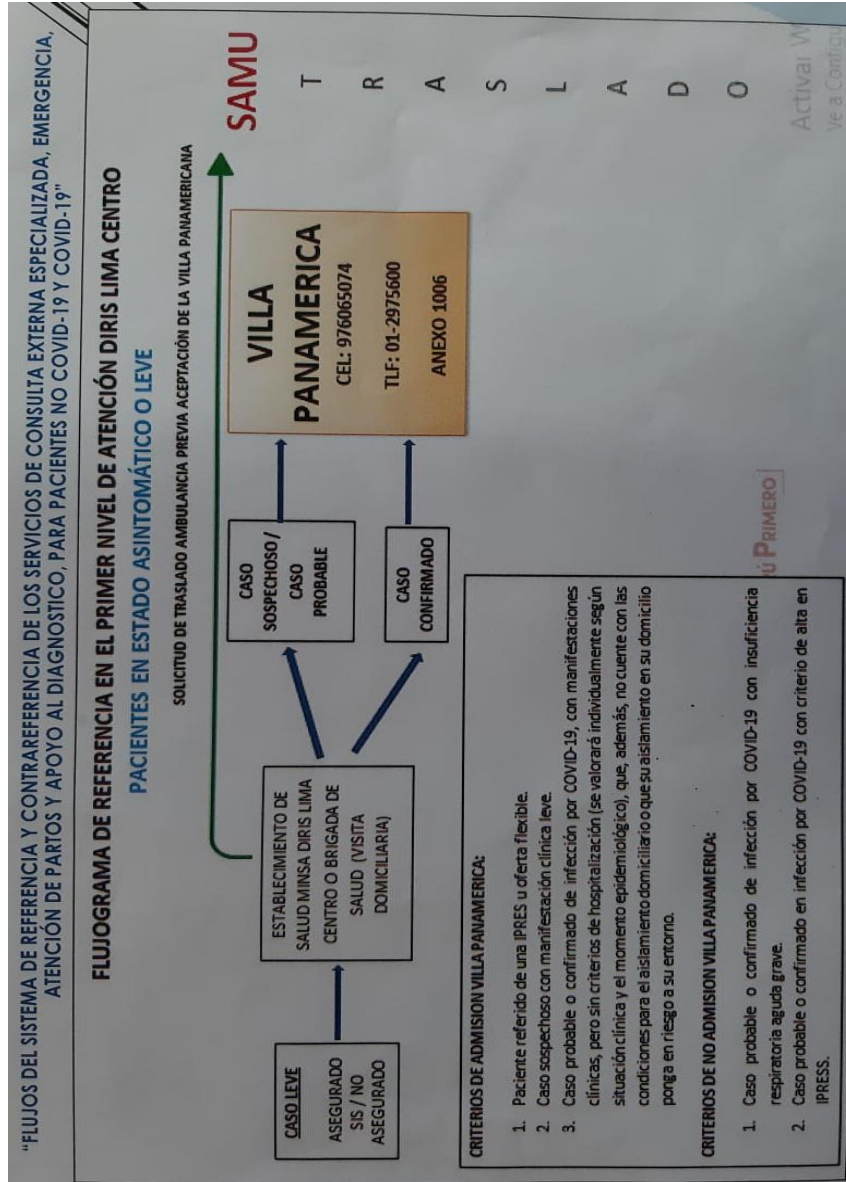 "FLUJOS DEL SISTEMA DE REFERENCIA Y CONTRAREFERENCIA DE LOS SERVICIOS DE CONSULTA EXTERNA ESPECIALIZADA, EMERGENCIA,
ATENCIÓN DE PARTOS Y APOYO AL DIAGNOSTICO, PARA PACIENTES NO COVID-19 Y COVID-19"
FLUJOGRAMA DE REFERENCIA EN EL PRIMER NIVEL DE ATENCIÓN DIRIS LIMA CENTRO
PACIENTES EN ESTADO ASINTOMÁTICO O LEVE
SOLICITUD DE TRASLADO AMBULANCIA PREVIA ACEPTACIÓN DE LA VILLA PANAMERICANA
CASO LEVE
ASEGURADO
SIS / NO
ASEGURADO
ESTABLECIMIENTO DE
SALUD MINSA DIRIS LIMA
CENTRO O BRIGADA DE
SALUD (VISITA
DOMICILIARIA)
CASO
SOSPECHOSO /
CASO
PROBABLE
CASO
CONFIRMADO
VILLA
PANAMERICA
CEL: 976065074
TLF: 01-2975600
ANEXO 1006
SAMU
T
R
A
S
L
A
D
O
CRITERIOS DE ADMISION VILLA PANAMERICA:
1. Paciente referido de una IPRES u oferta flexible.
2. Caso sospechoso con manifestación clínica leve.
3. Caso probable o confirmado de infección por COVID-19, con manifestaciones
clínicas, pero sin criterios de hospitalización (se valorará individualmente según
situación clínica y el momento epidemiológico), que, además, no cuente con las
condiciones para el aislamiento domiciliario o que su aislamiento en su domicilio
ponga en riesgo a su entorno.
CRITERIOS DE NO ADMISION VILLA PANAMERICA:
1. Caso probable o confirmado de infección por COVID-19 con insuficiencia
respiratoria aguda grave.
2. Caso probable o confirmado en infección por COVID-19 con criterio de alta en
IPRESS.
Ú PRIMERO
Activar W
Ve a Configu